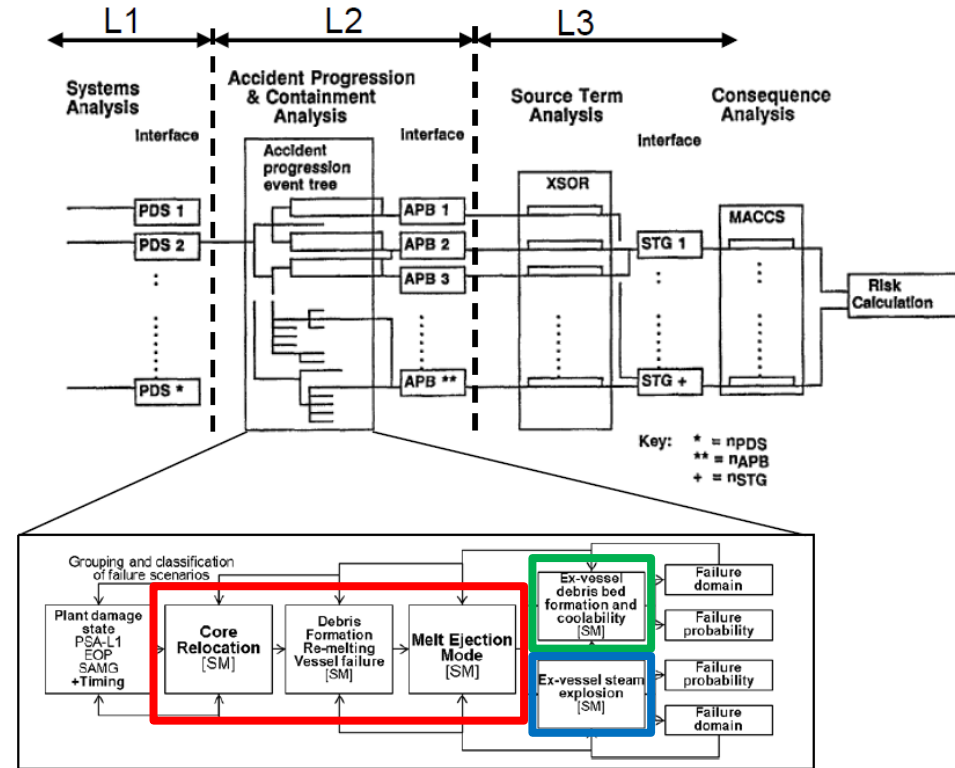 L1
L2
L3
Systems
Analysis
Accident Progression
& Containment
Analysis
Source Term
Analysis
Consequence
Analysis
Interface
Interface
Interface
Accident
progression
event tree
XSOR
MACCS
PDS 1
PDS 2
PDS *
APB 1
APB 2
APB 3
APB **
STG 1
STG +
Risk
Calculation
Key: * = nPDS
** = nAPB
+ = nSTG
Grouping and classification
of failure scenarios
Plant damage
state
PSA-L1
EOP
SAMG
+Timing
Core
Relocation
[SM]
Debris
Formation
Re-melting
Vessel failure
[SM]
Melt Ejection
Mode
[SM]
Ex-vessel
debris bed
formation and
coolability
[SM]
Ex-vessel steam
explosion
[SM]
Failure
domain
Failure
probability
Failure
probability
Failure
domain